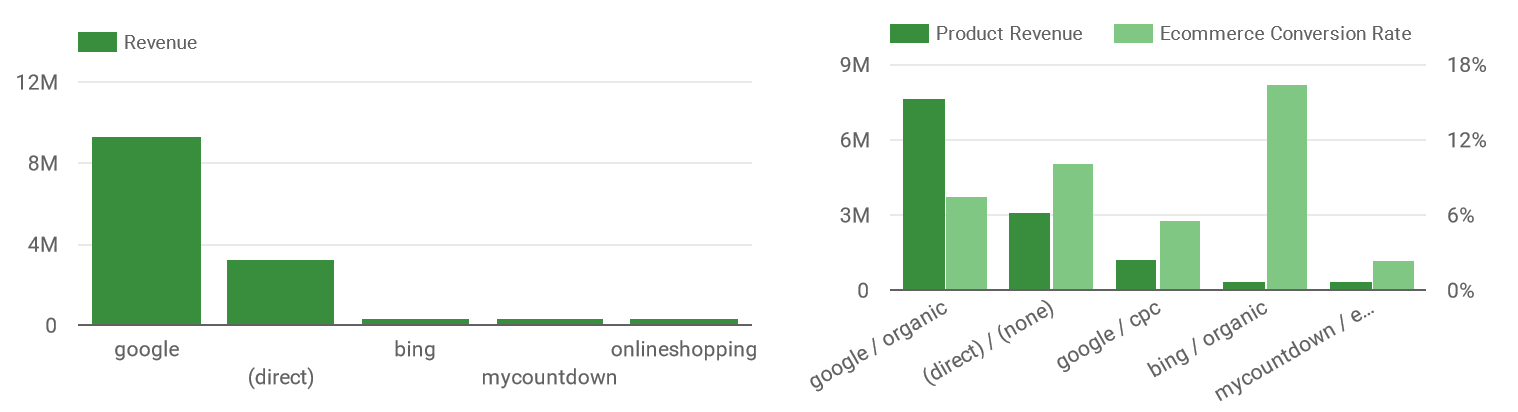 Revenue
12M
8M
4M
0
google
(direct)
bing
mycountdown
onlineshopping
Product Revenue
Ecommerce Conversion Rate
9M
6M
3M
0
18%
12%
6%
0%
google / organic
(direct) / (none)
google / cpc
bing / organic
mycountdown / e...